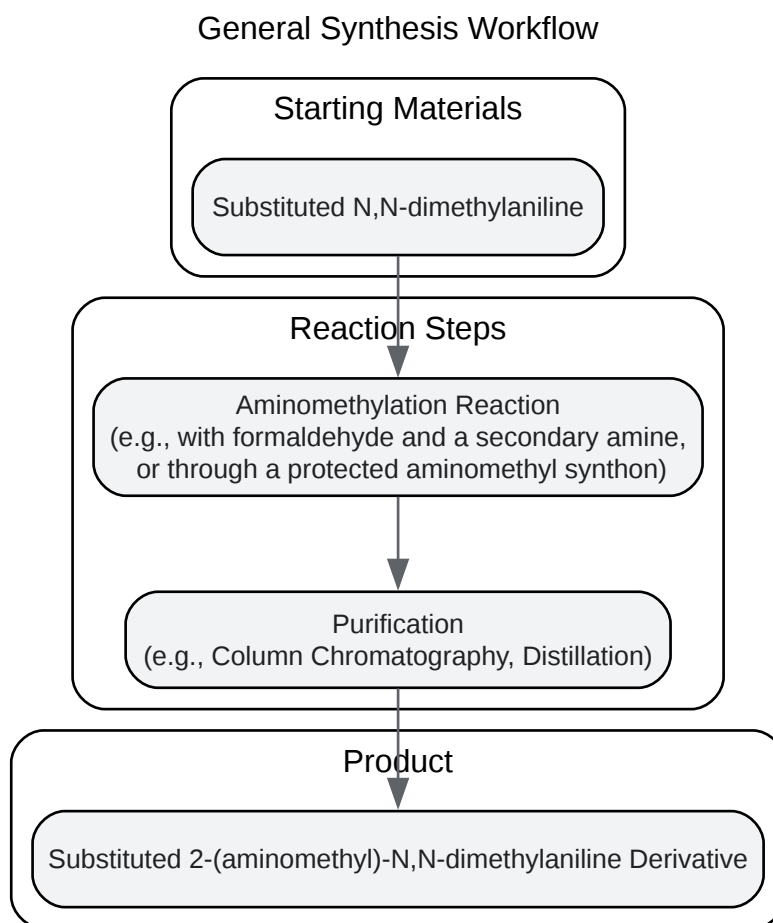 General Synthesis Workflow
Starting Materials
Substituted N,N-dimethylaniline
Reaction Steps
Aminomethylation Reaction
(e.g., with formaldehyde and a secondary amine,
or through a protected aminomethyl synthon)
Purification
(e.g., Column Chromatography, Distillation)
Product
Substituted 2-(aminomethyl)-N,N-dimethylaniline Derivative